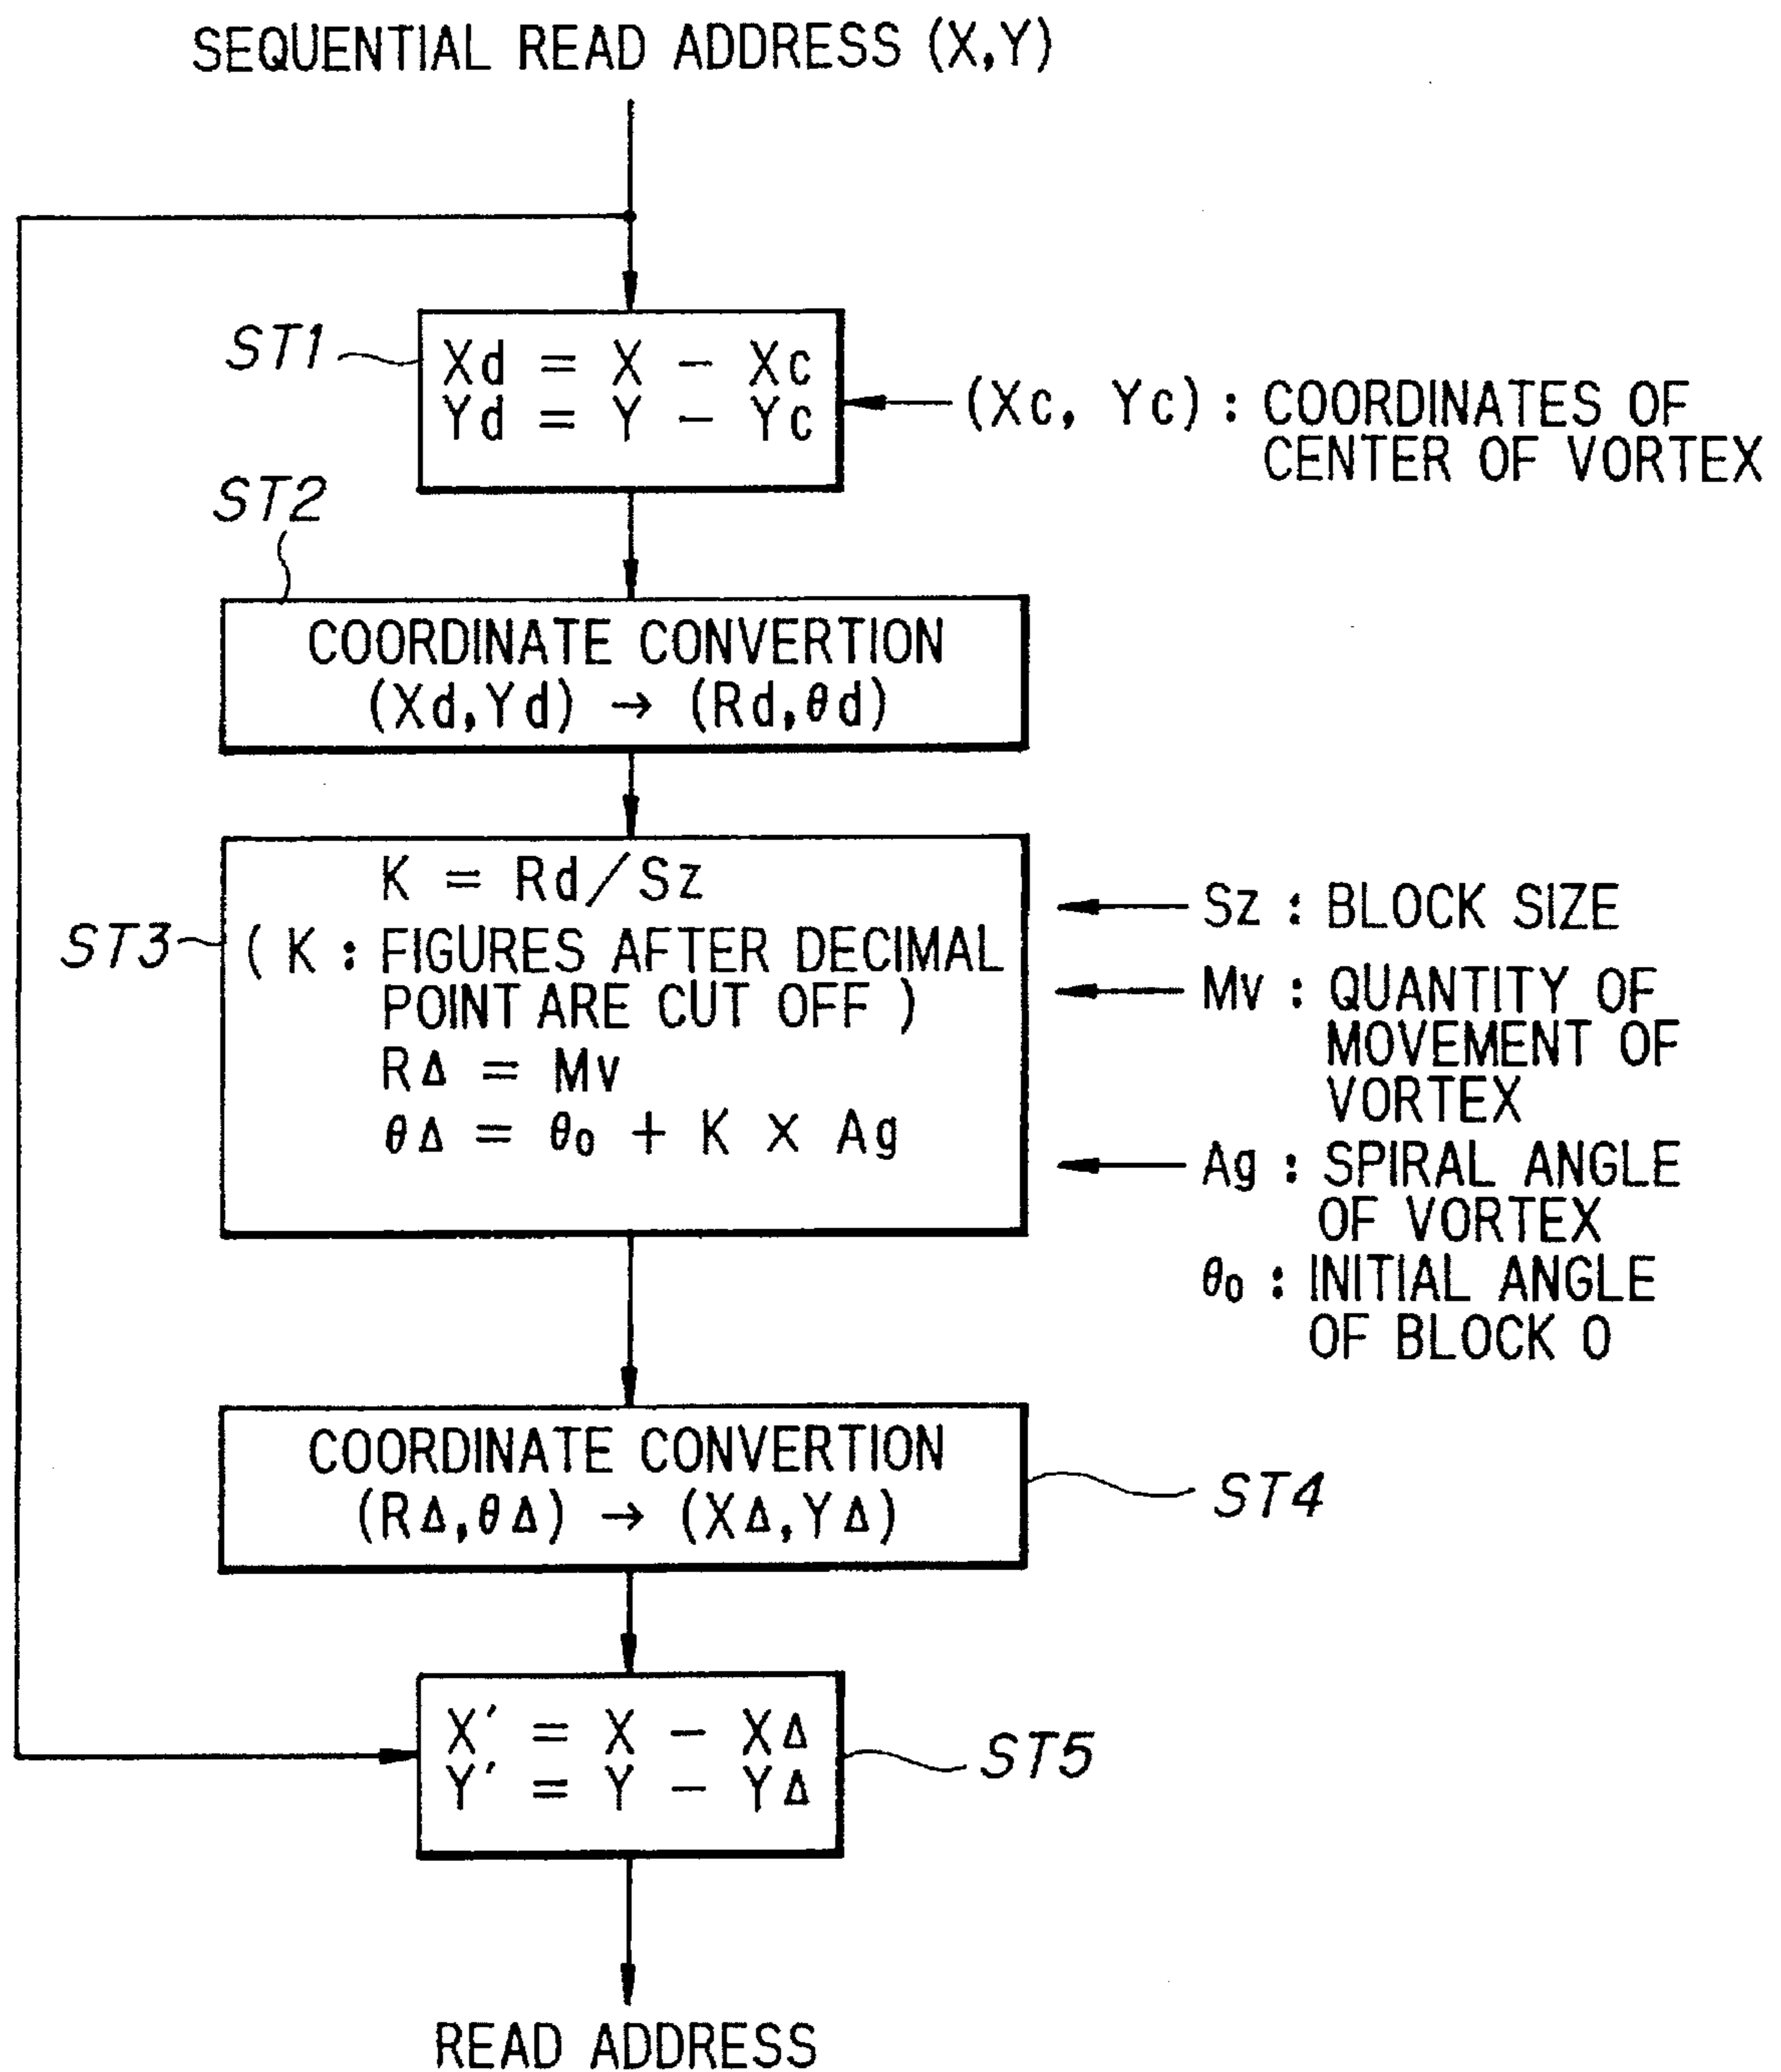 SEQUENTIAL READ ADDRESS (X,Y)
ST1
Xd = X - Xc
Yd = Y - Yc
(Xc, Yc) : COORDINATES OF
CENTER OF VORTEX
ST2
COORDINATE CONVERTION
(Xd,Yd) → (Rd,θd)
ST3
K = Rd/Sz
( K : FIGURES AFTER DECIMAL
POINT ARE CUT OFF )
RΔ = Mv
θΔ = θ0 + K × Ag
Sz : BLOCK SIZE
Mv : QUANTITY OF
MOVEMENT OF
VORTEX
Ag : SPIRAL ANGLE
OF VORTEX
θ0 : INITIAL ANGLE
OF BLOCK 0
COORDINATE CONVERTION
(RΔ,θΔ) → (XΔ,YΔ)
ST4
X' = X - XΔ
Y' = Y - YΔ
ST5
READ ADDRESS